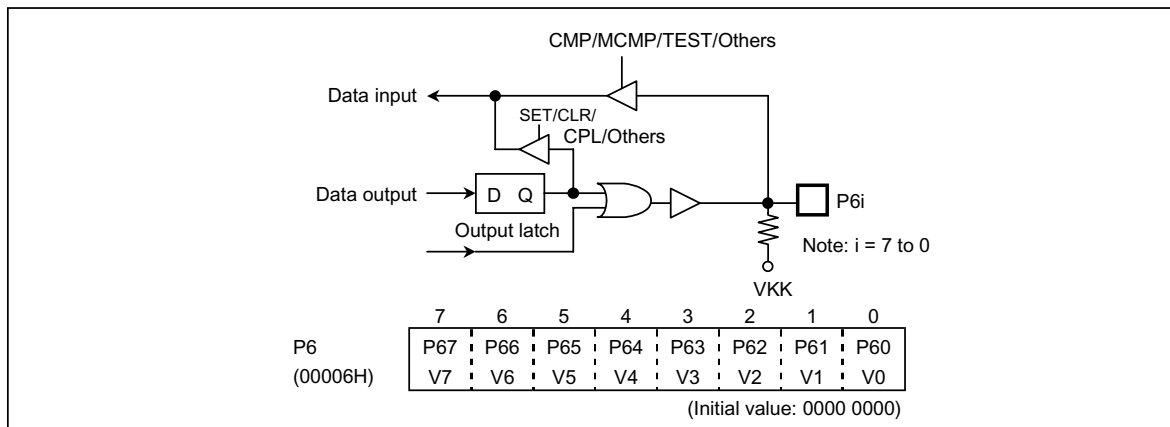 CMP/MCMP/TEST/Others
Data input
SET/CLR/
CPL/Others
Data output
D Q
P6i
Output latch
Note: i = 7 to 0
VKK
7 6 5 4 3 2 1 0
P6 P67 P66 P65 P64 P63 P62 P61 P60
(00006H) V7 V6 V5 V4 V3 V2 V1 V0
(Initial value: 0000 0000)